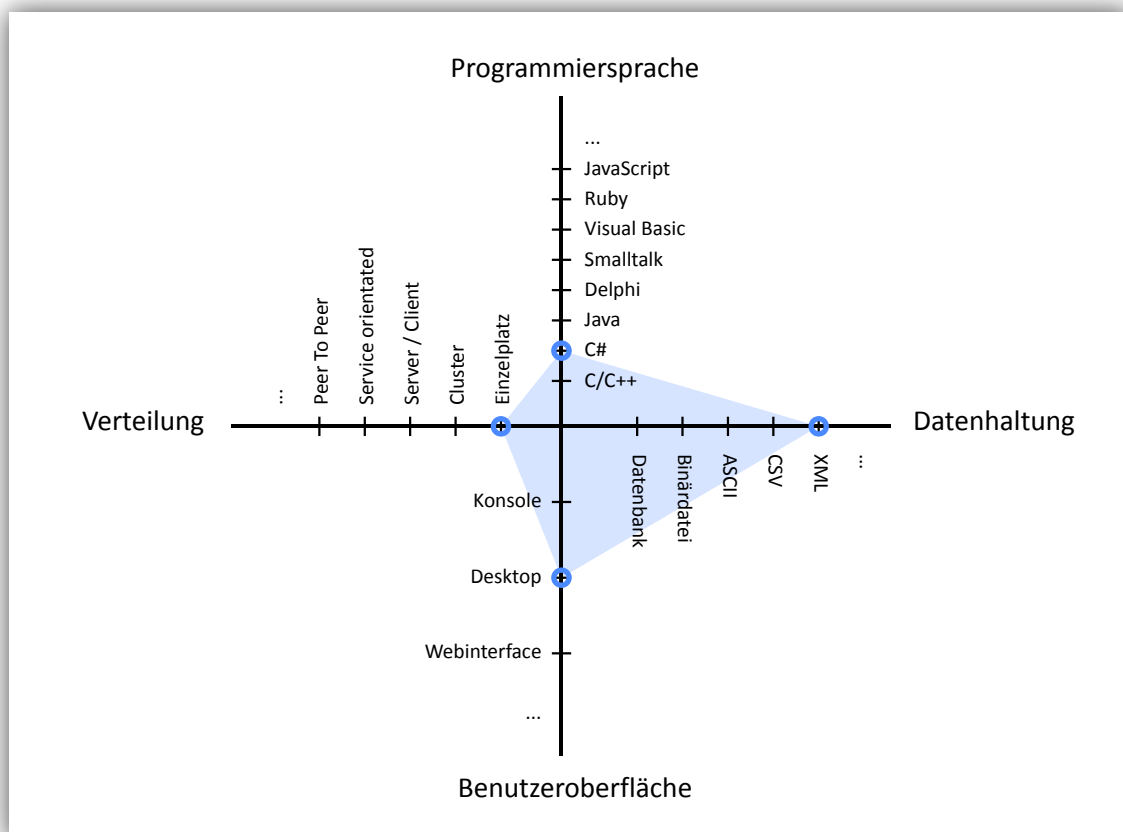 Programmiersprache
...
JavaScript
Ruby
Visual Basic
Smalltalk
Delphi
Java
C#
C/C++
Verteilung
...
Peer To Peer
Service orientated
Server / Client
Cluster
Einzelplatz
Datenhaltung
Datenbank
Binärdatei
ASCII
CSV
XML
...
Konsole
Desktop
Webinterface
...
Benutzeroberfläche